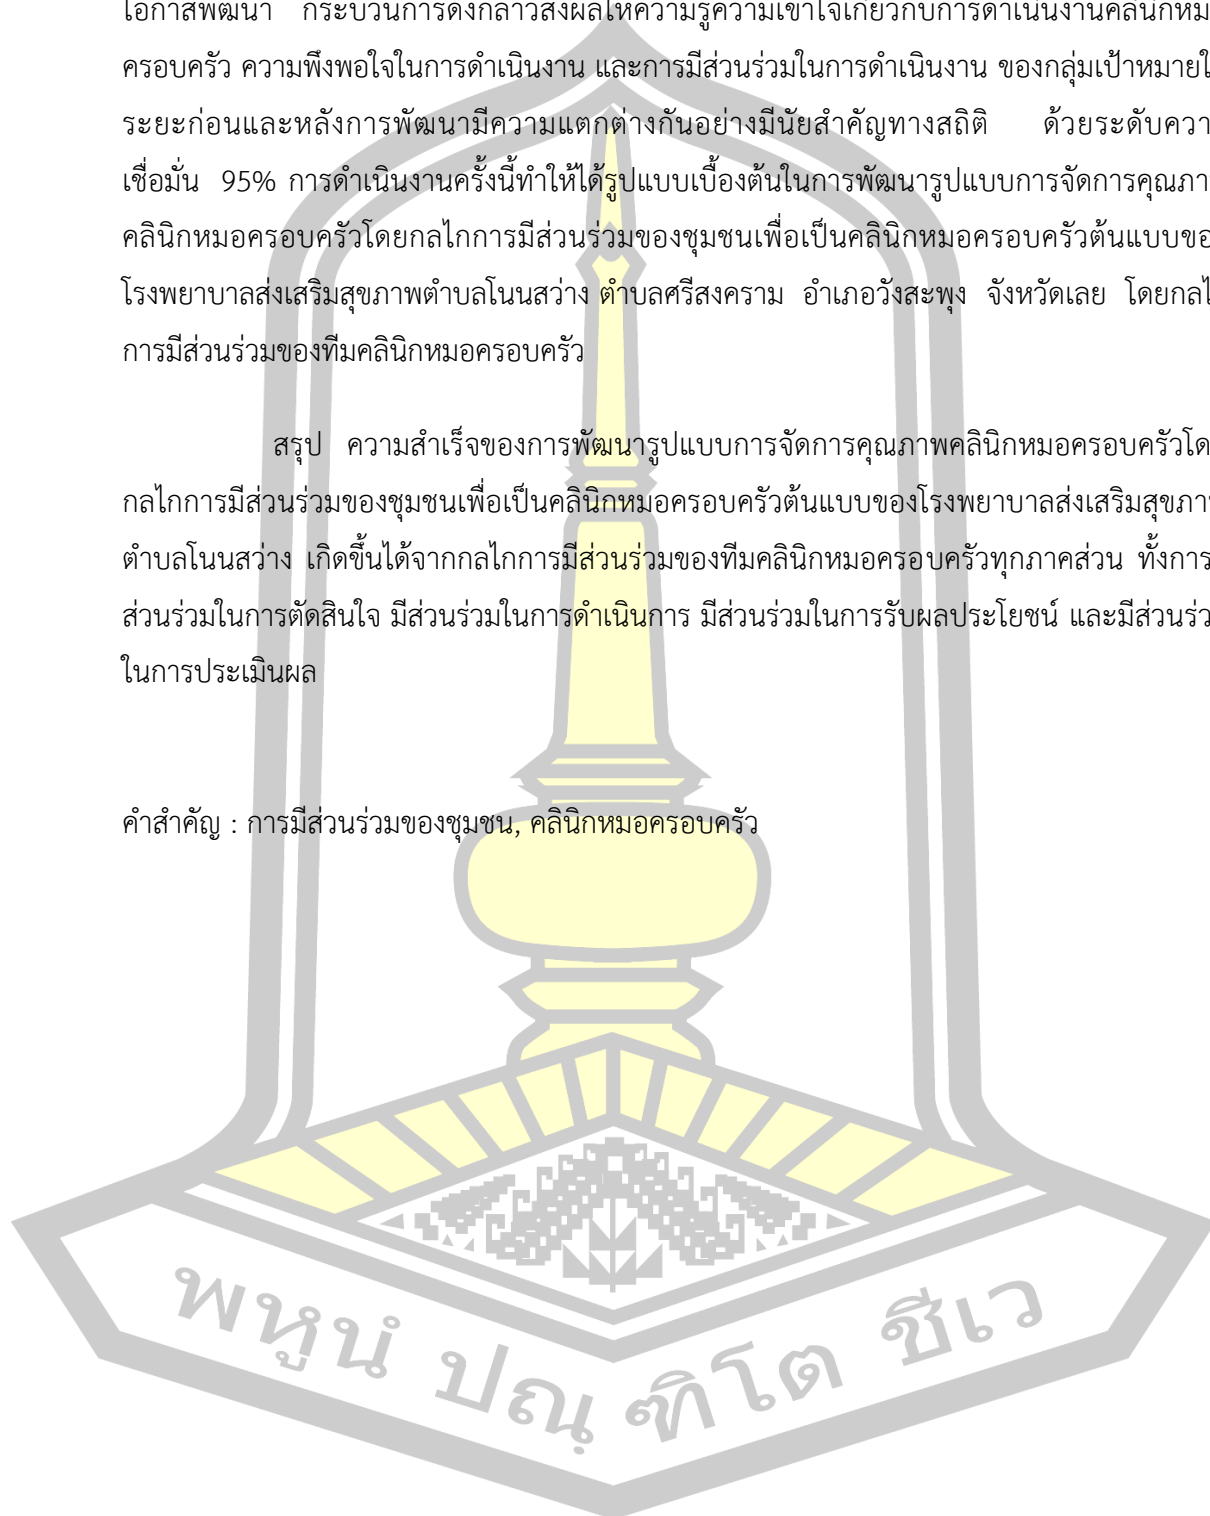 โอกาสพัฒนา กระบวนการดังกล่าวส่งผลให้ความรู้ความเข้าใจเกี่ยวกับการดำเนินงานคลินิกหม
ครอบครัว ความพึงพอใจในการดำเนินงาน และการมีส่วนร่วมในการดำเนินงาน ของกลุ่มเป้าหมายใ
ระยะก่อนและหลังการพัฒนามีความแตกต่างกันอย่างมีนัยสำคัญทางสถิติ ด้วยระดับควา
เชื่อมั่น 95% การดำเนินงานครั้งนี้ทำให้ได้รูปแบบเบื้องต้นในการพัฒนารูปแบบการจัดการคุณภา
คลินิกหมอครอบครัวโดยกลไกการมีส่วนร่วมของชุมชนเพื่อเป็นคลินิกหมอครอบครัวต้นแบบขอ
โรงพยาบาลส่งเสริมสุขภาพตำบลโนนสว่าง ตำบลศรีสงคราม อำเภอวังสะพุง จังหวัดเลย โดยกลไ
การมีส่วนร่วมของทีมคลินิกหมอครอบครัว
สรุป ความสำเร็จของการพัฒนารูปแบบการจัดการคุณภาพคลินิกหมอครอบครัวโด
กลไกการมีส่วนร่วมของชุมชนเพื่อเป็นคลินิกหมอครอบครัวต้นแบบของโรงพยาบาลส่งเสริมสุขภา
ตำบลโนนสว่าง เกิดขึ้นได้จากกลไกการมีส่วนร่วมของทีมคลินิกหมอครอบครัวทุกภาคส่วน ทั้งการ
ส่วนร่วมในการตัดสินใจ มีส่วนร่วมในการดำเนินการ มีส่วนร่วมในการรับผลประโยชน์ และมีส่วนร่ว
ในการประเมินผล
คำสำคัญ : การมีส่วนร่วมของชุมชน, คลินิกหมอครอบครัว
พหูนํ ปณฺ ฑิโต ชีเว